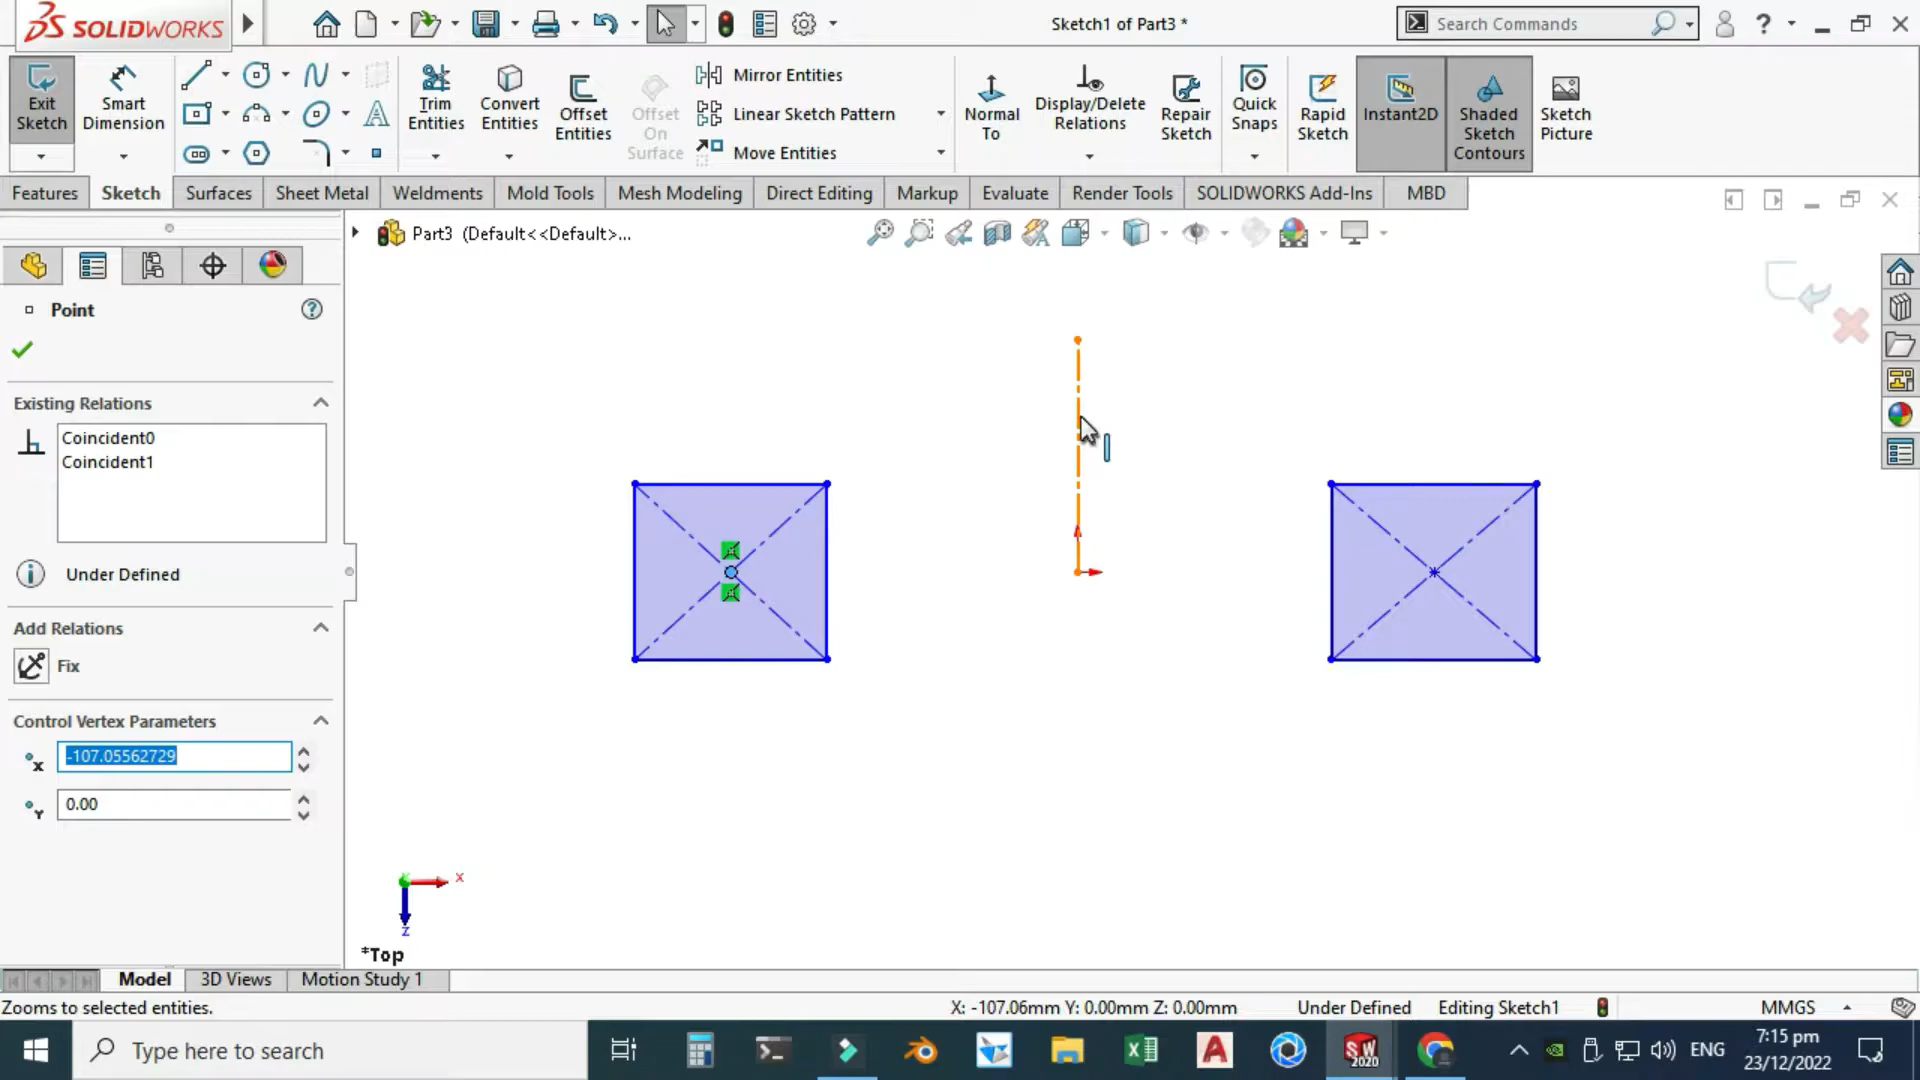 SOLIDWORKS
Sketch1 of Part3 *
Search Commands
Exit Sketch
Smart Dimension
Trim Entities
Convert Entities
Offset Entities
Offset On Surface
Mirror Entities
Linear Sketch Pattern
Move Entities
Normal To
Display/Delete Relations
Repair Sketch
Quick Snaps
Rapid Sketch
Instant2D
Shaded Sketch Contours
Sketch Picture
Features
Sketch
Surfaces
Sheet Metal
Weldments
Mold Tools
Mesh Modeling
Direct Editing
Markup
Evaluate
Render Tools
SOLIDWORKS Add-Ins
MBD
Part3 (Default<<Default>...
Point
Existing Relations
Coincident0
Coincident1
Under Defined
Add Relations
Fix
Control Vertex Parameters
x -107.05562729
Y 0.00
X
Z
*Top
Model
3D Views
Motion Study 1
Zooms to selected entities.
X: -107.06mm Y: 0.00mm Z: 0.00mm
Under Defined
Editing Sketch1
MMGS
Type here to search
SW 2020
ENG
7:15 pm
23/12/2022